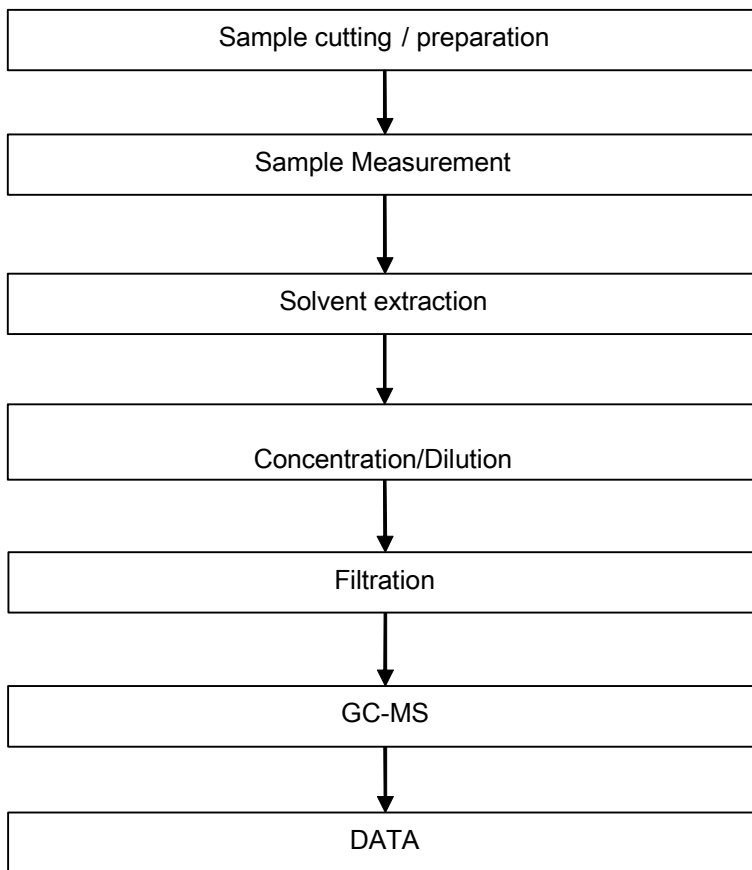 Sample cutting / preparation
Sample Measurement
Solvent extraction
Concentration/Dilution
Filtration
GC-MS
DATA